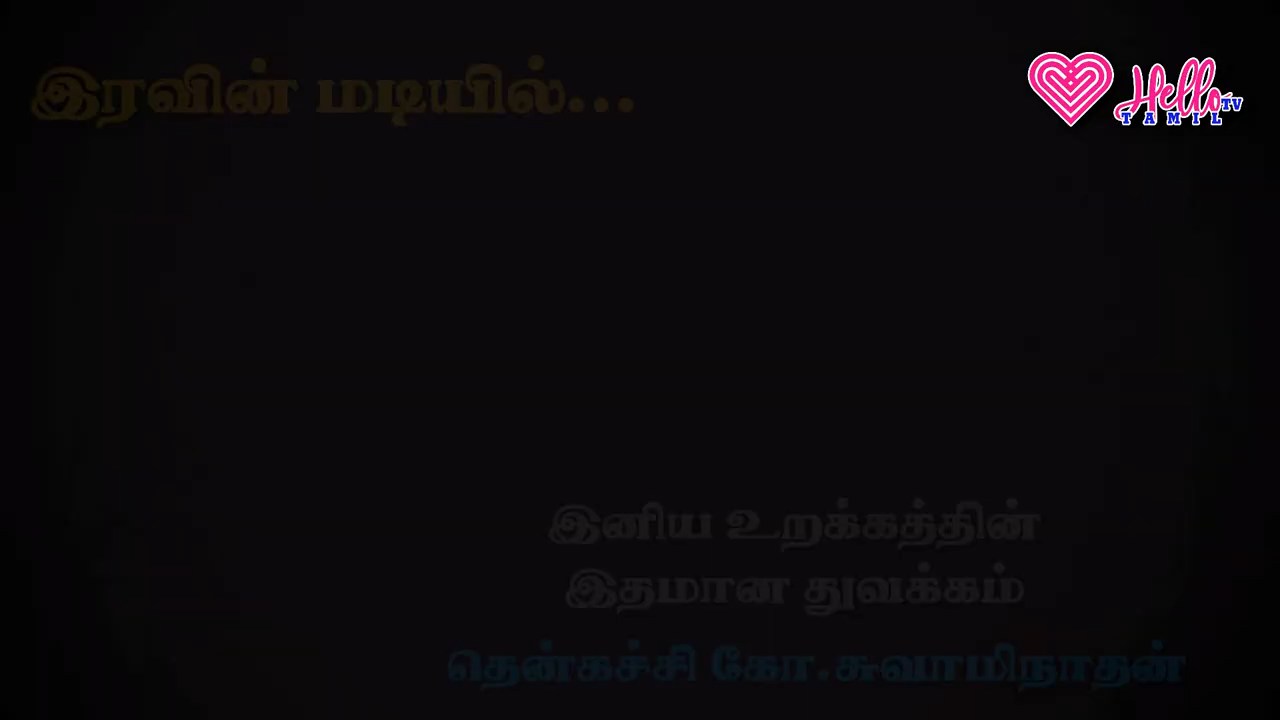 இரவின் மடியில்...
Hello TV
TAMIL
இனிய உறக்கத்தின்
இதமான துவக்கம்
தென்கச்சி கோ.சுவாமிநாதன்